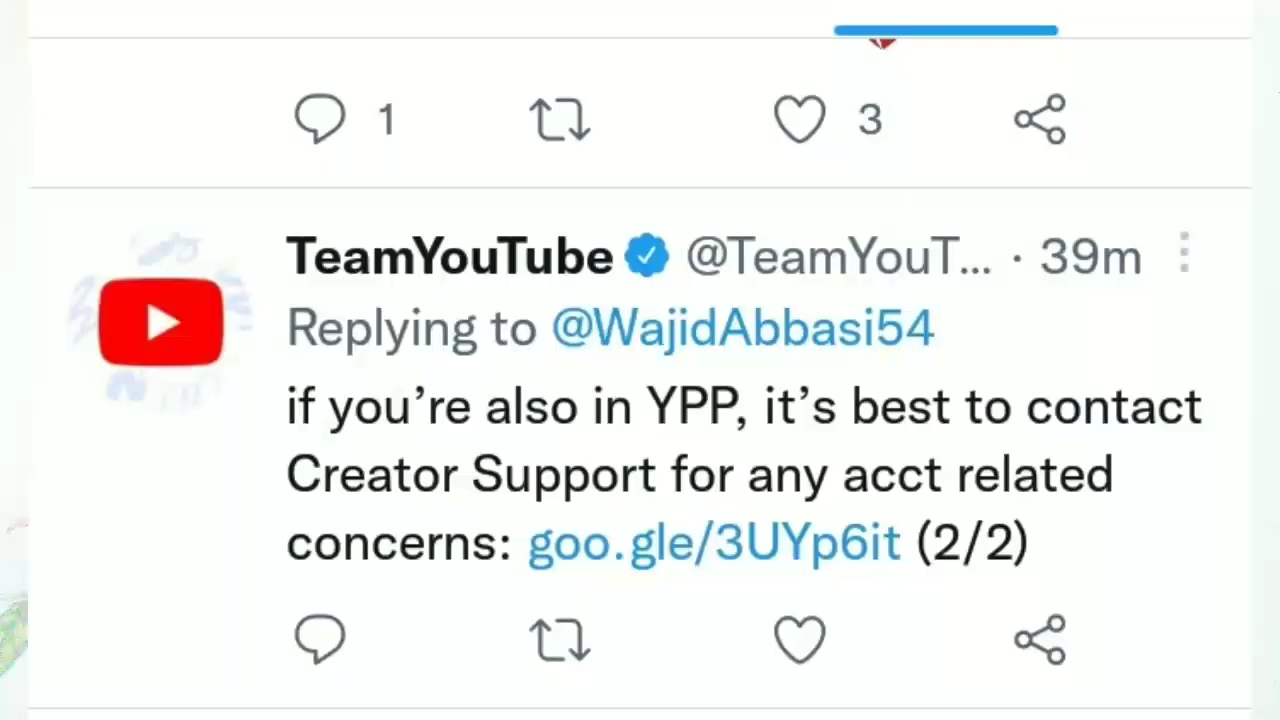 1 3
TeamYouTube @TeamYouT... · 39m
Replying to @WajidAbbasi54
if you’re also in YPP, it’s best to contact
Creator Support for any acct related
concerns: goo.gle/3UYp6it (2/2)